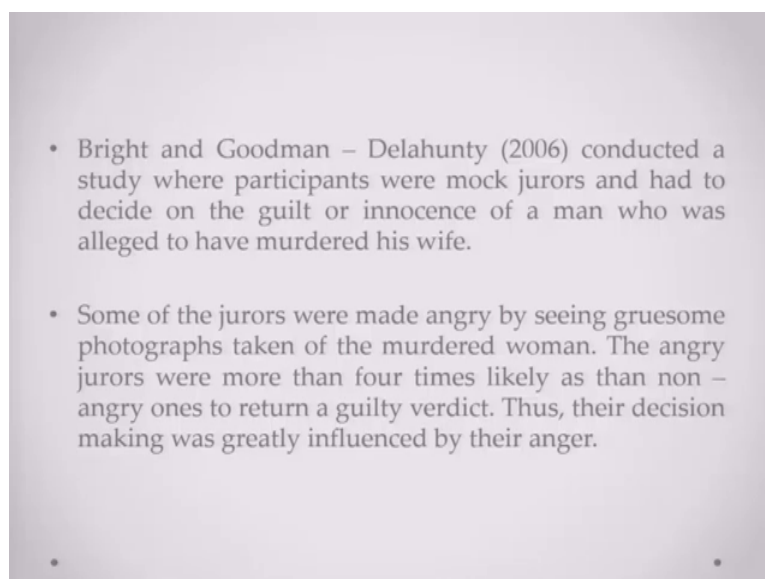 • Bright and Goodman – Delahunty (2006) conducted a
study where participants were mock jurors and had to
decide on the guilt or innocence of a man who was
alleged to have murdered his wife.
• Some of the jurors were made angry by seeing gruesome
photographs taken of the murdered woman. The angry
jurors were more than four times likely as than non –
angry ones to return a guilty verdict. Thus, their decision
making was greatly influenced by their anger.